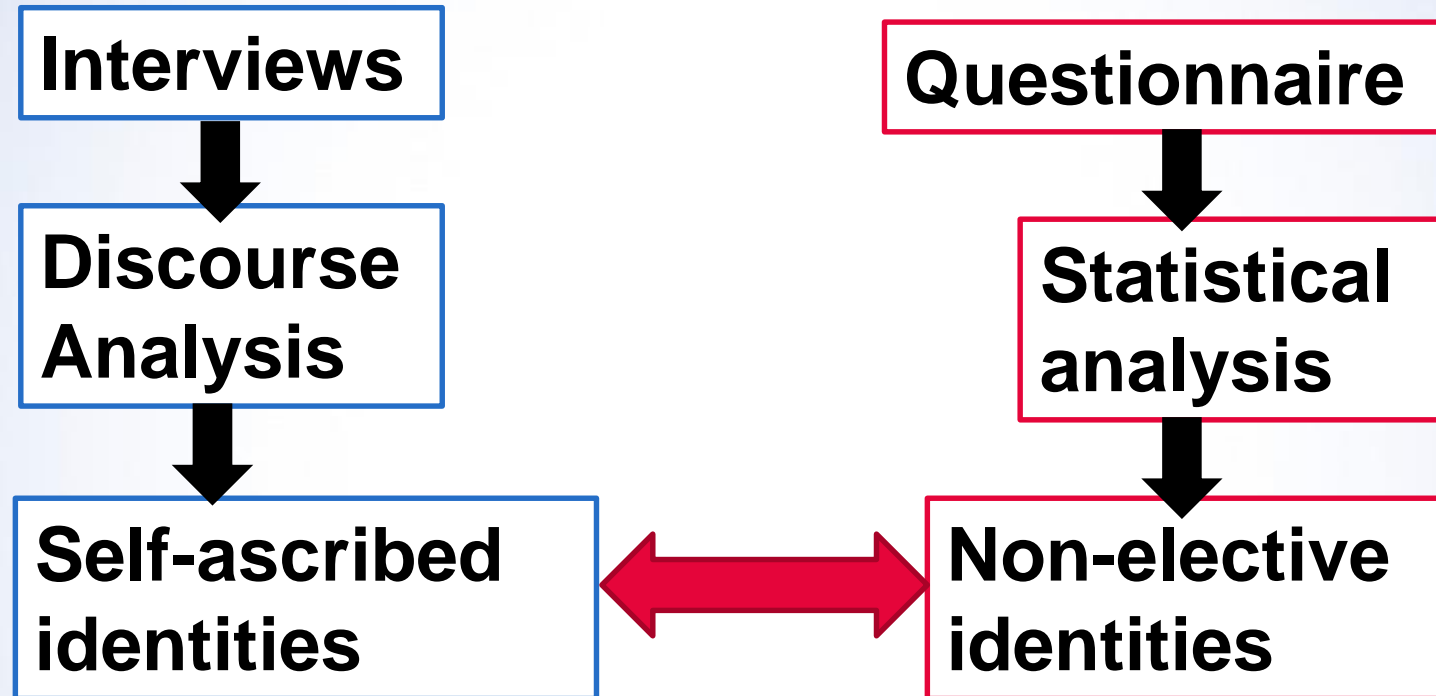 Interviews
Discourse
Analysis
Self-ascribed
identities
Questionnaire
Statistical
analysis
Non-elective
identities